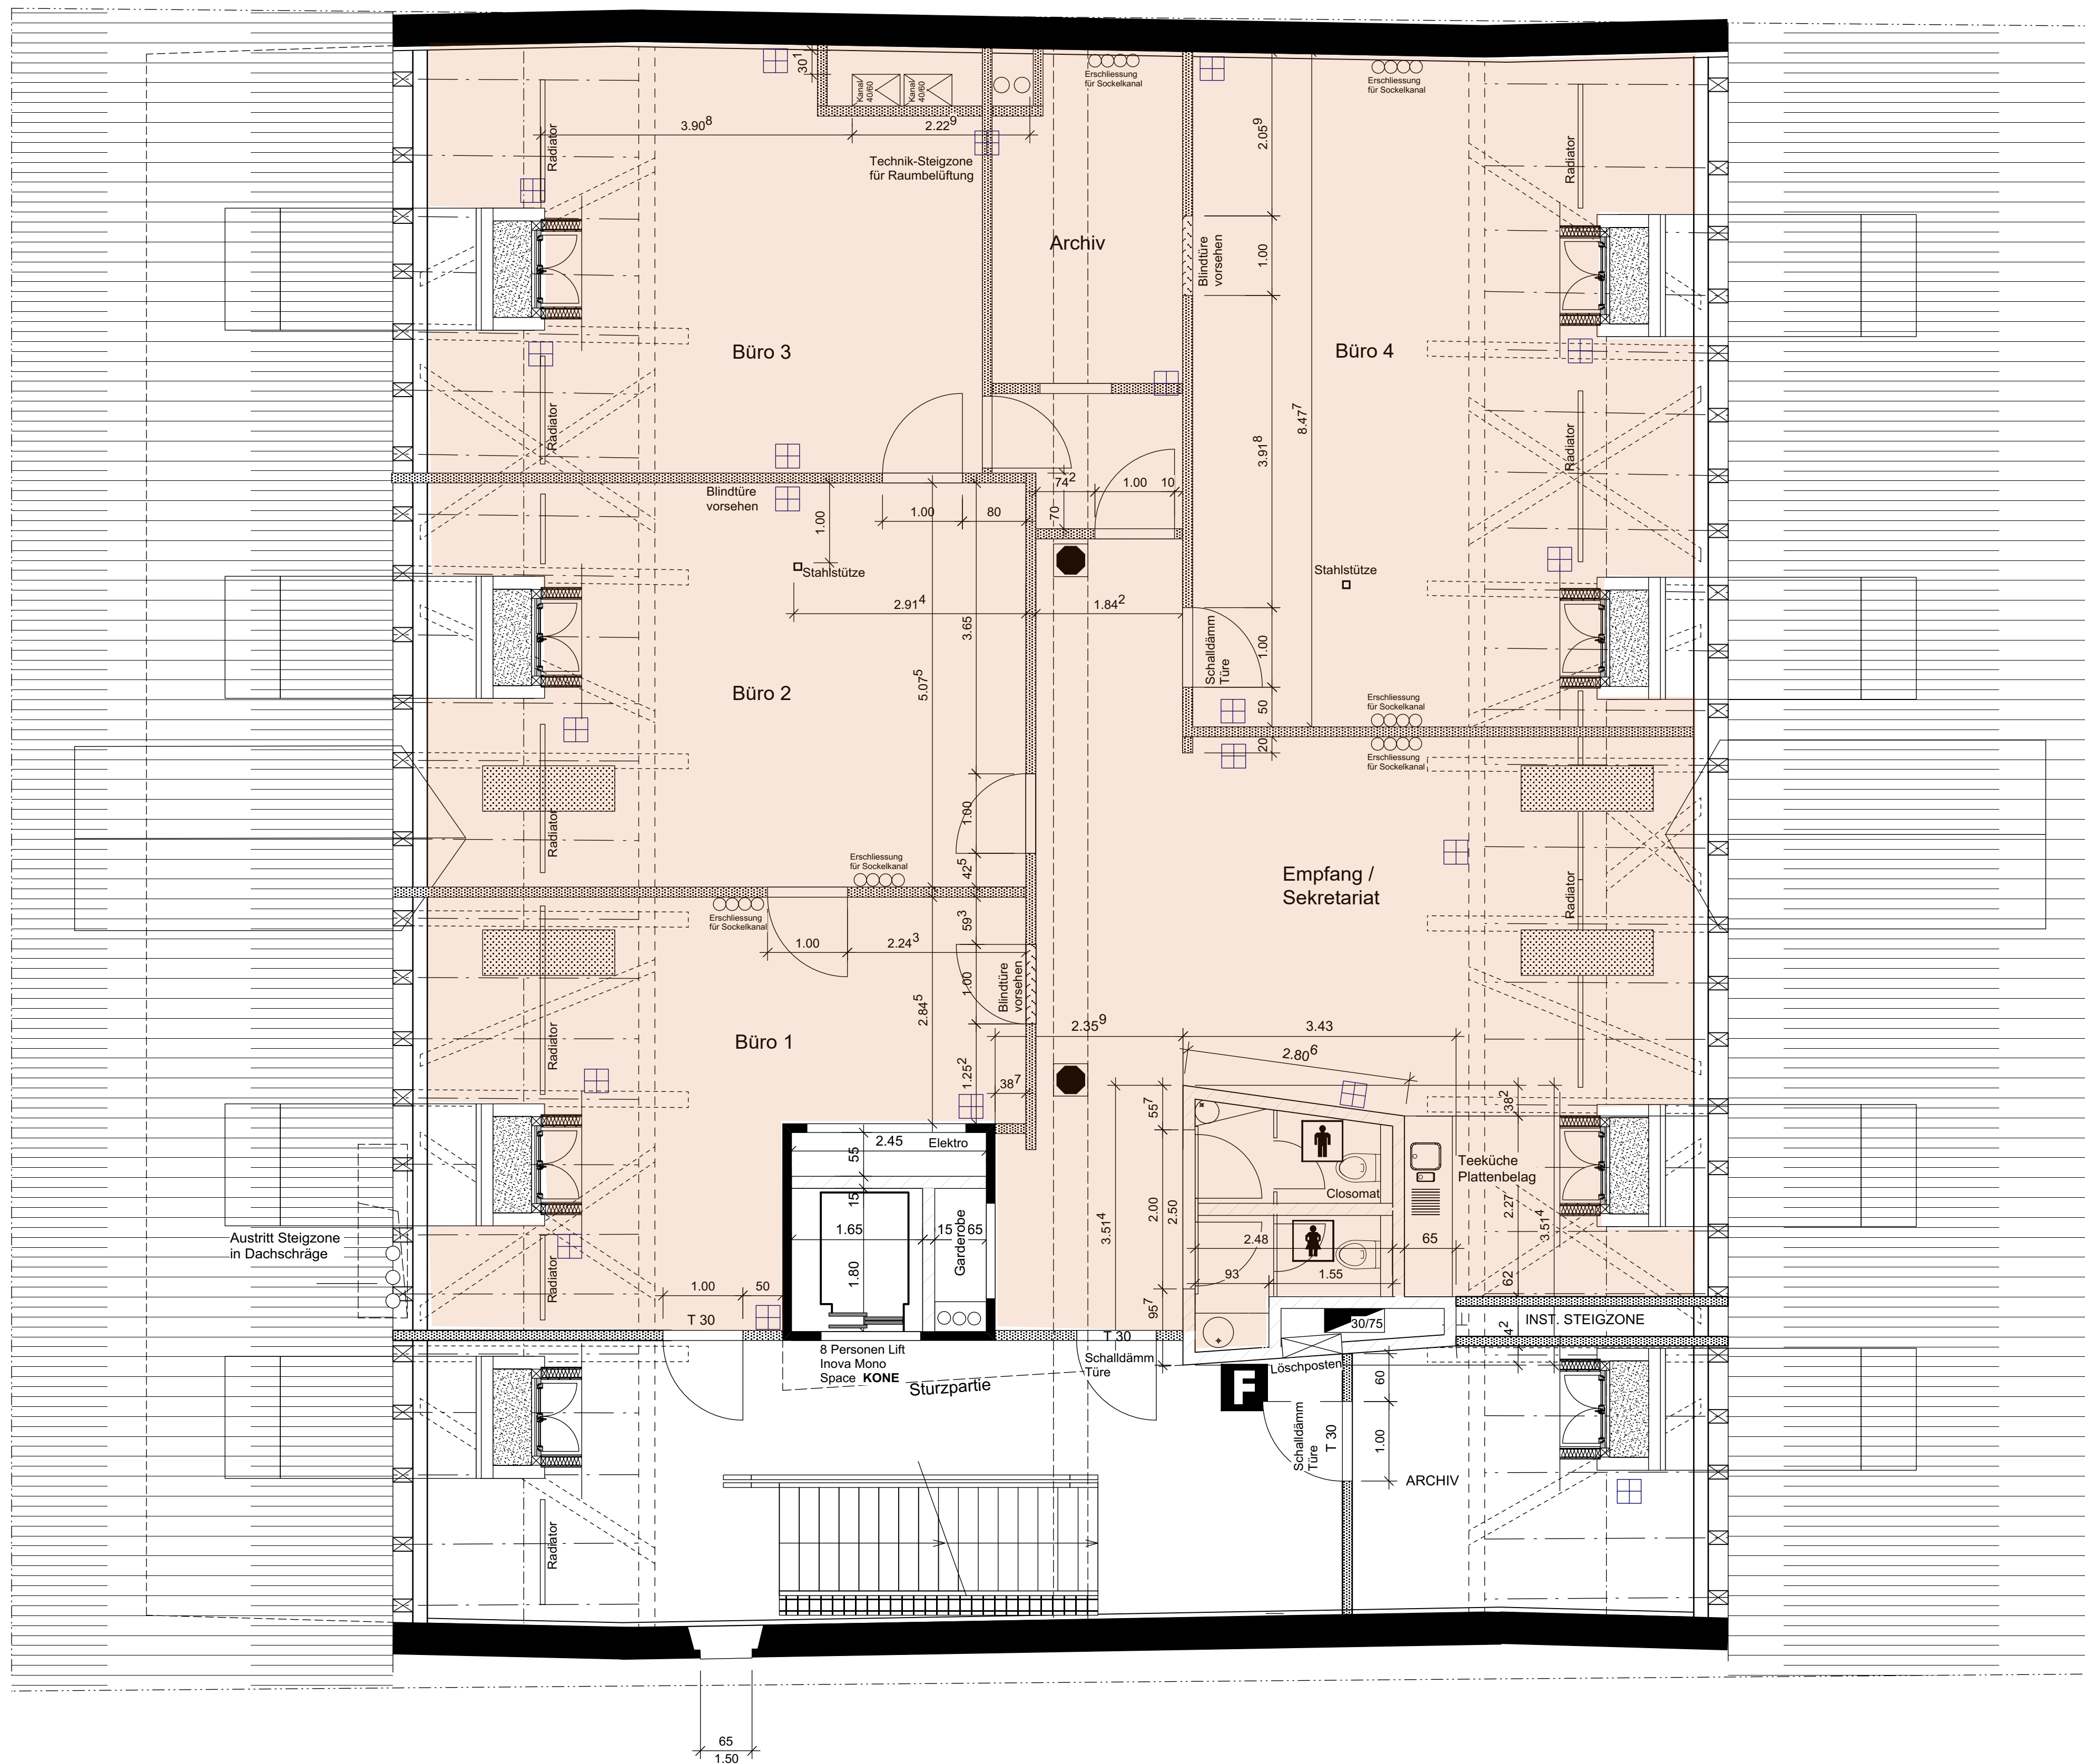 30¹
Kanal
40/60
Kanal
40/60
Erschliessung
für Sockelkanal
Erschliessung
für Sockelkanal
3.90⁸
2.22⁹
Radiator
Technik-Steigzone
für Raumbelüftung
2.05⁹
Radiator
Archiv
Blindtüre
vorsehen
1.00
Büro 3
Büro 4
Radiator
3.91⁸
8.47⁷
Radiator
Blindtüre
vorsehen
1.00
1.00
80
74²
1.00
10
70
Stahlstütze
Stahlstütze
2.91⁴
1.84²
3.65
Schalldämm
Türe
1.00
5.07⁵
Büro 2
50
Erschliessung
für Sockelkanal
20
Erschliessung
für Sockelkanal
Radiator
1.00
Erschliessung
für Sockelkanal
42⁵
Empfang /
Sekretariat
Radiator
Erschliessung
für Sockelkanal
59³
1.00
2.24³
1.00
Blindtüre
vorsehen
2.84⁵
Büro 1
Radiator
2.35⁹
3.43
2.80⁶
1.25²
38⁷
55⁷
38²
2.45
Elektro
55
Teeküche
Plattenbelag
15
Closomat
3.51⁴
2.00
2.50
2.27
3.51⁴
1.65
15
65
Garderobe
2.48
65
Austritt Steigzone
in Dachschräge
1.80
93
1.55
62
Radiator
1.00
50
95⁷
T 30
30/75
INST. STEIGZONE
4²
T 30
8 Personen Lift
Inova Mono
Space KONE
Sturzpartie
Schalldämm
Türe
Löschposten
F
60
Schalldämm
Türe
T 30
1.00
ARCHIV
Radiator
65
1.50